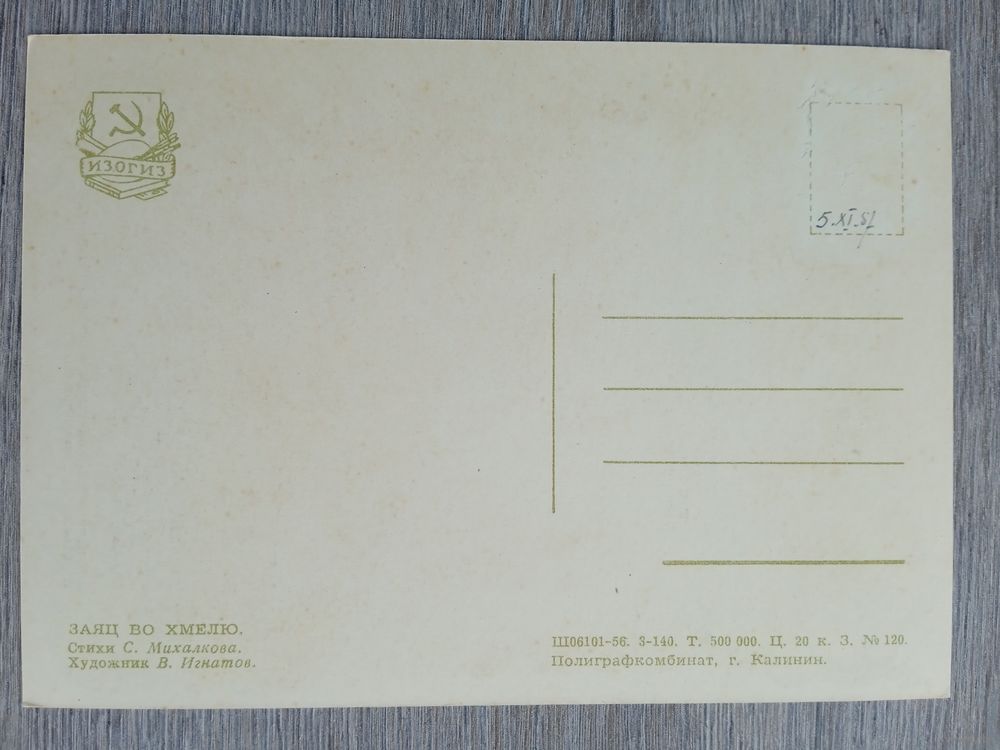 ИЗОГИЗ
5.XI.81
ЗАЯЦ ВО ХМЕЛЮ.
Стихи С. Михалкова.
Художник В. Игнатов.
Ш06101-56. 3-140. Т. 500 000. Ц. 20 к. З. № 120.
Полиграфкомбинат, г. Калинин.